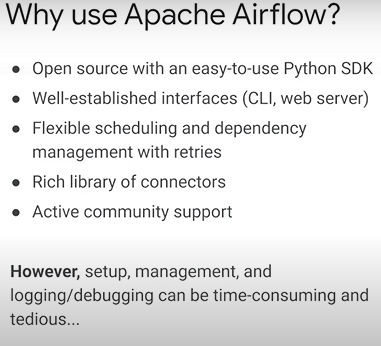 Why use Apache Airflow?
● Open source with an easy-to-use Python SDK
● Well-established interfaces (CLI, web server)
● Flexible scheduling and dependency
management with retries
● Rich library of connectors
● Active community support
However, setup, management, and
logging/debugging can be time-consuming and
tedious...